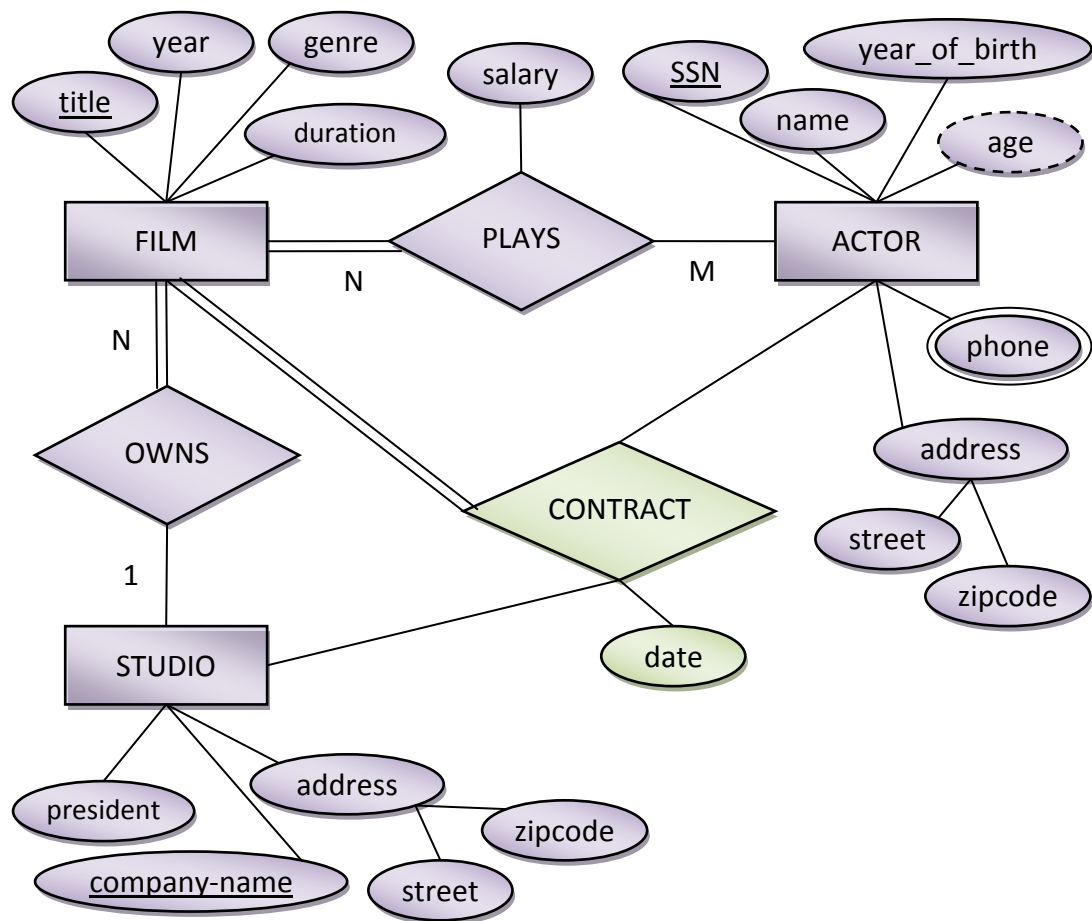 year
genre
title
duration
salary
SSN
year_of_birth
name
age
FILM
PLAYS
ACTOR
N
M
N
phone
OWNS
address
CONTRACT
street
1
zipcode
STUDIO
date
president
address
zipcode
company-name
street